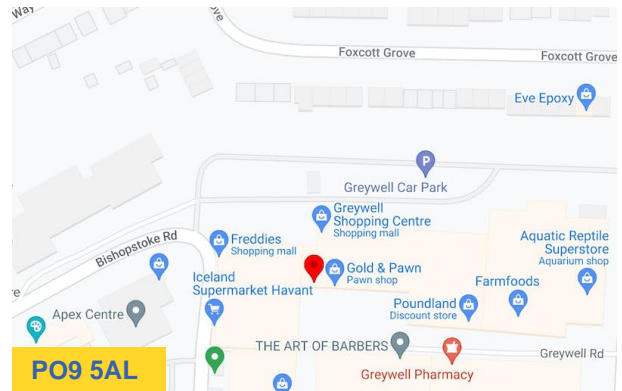 Way
Foxcott Grove
Foxcott Grove
Eve Epoxy
P
Greywell Car Park
Greywell
Shopping Centre
Shopping mall
Bishopstoke Rd
Freddies
Shopping mall
Aquatic Reptile
Superstore
Aquarium shop
Gold & Pawn
Pawn shop
Iceland
Supermarket Havant
Farmfoods
Poundland
Discount store
re
Apex Centre
THE ART OF BARBERS
Greywell Rd
Greywell Pharmacy
PO9 5AL